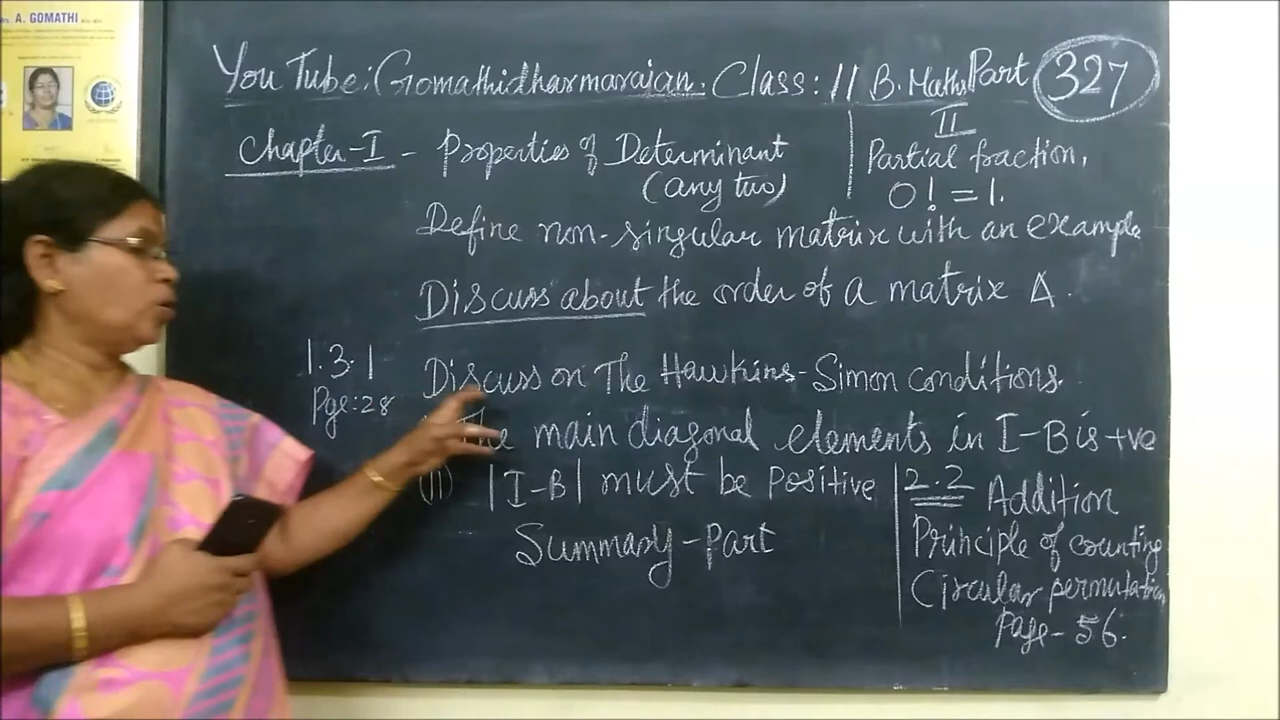 rs. A. GOMATHI
You Tube: Gomathidharmarajan. Class: 11 B. Maths Part 327
Chapter-I - Properties of Determinant
(any two)
II
Partial fraction,
0! = 1.
Define non-singular matrix with an example
Discuss about the order of a matrix A.
1.3.1
Pge:28
Discuss on The Hawkins-Simon conditions.
The main diagonal elements in I-B is +ve
(II) |I-B| must be positive
Summary-Part
2.2 Addition
Principle of counting
Circular permutation
Page-56.